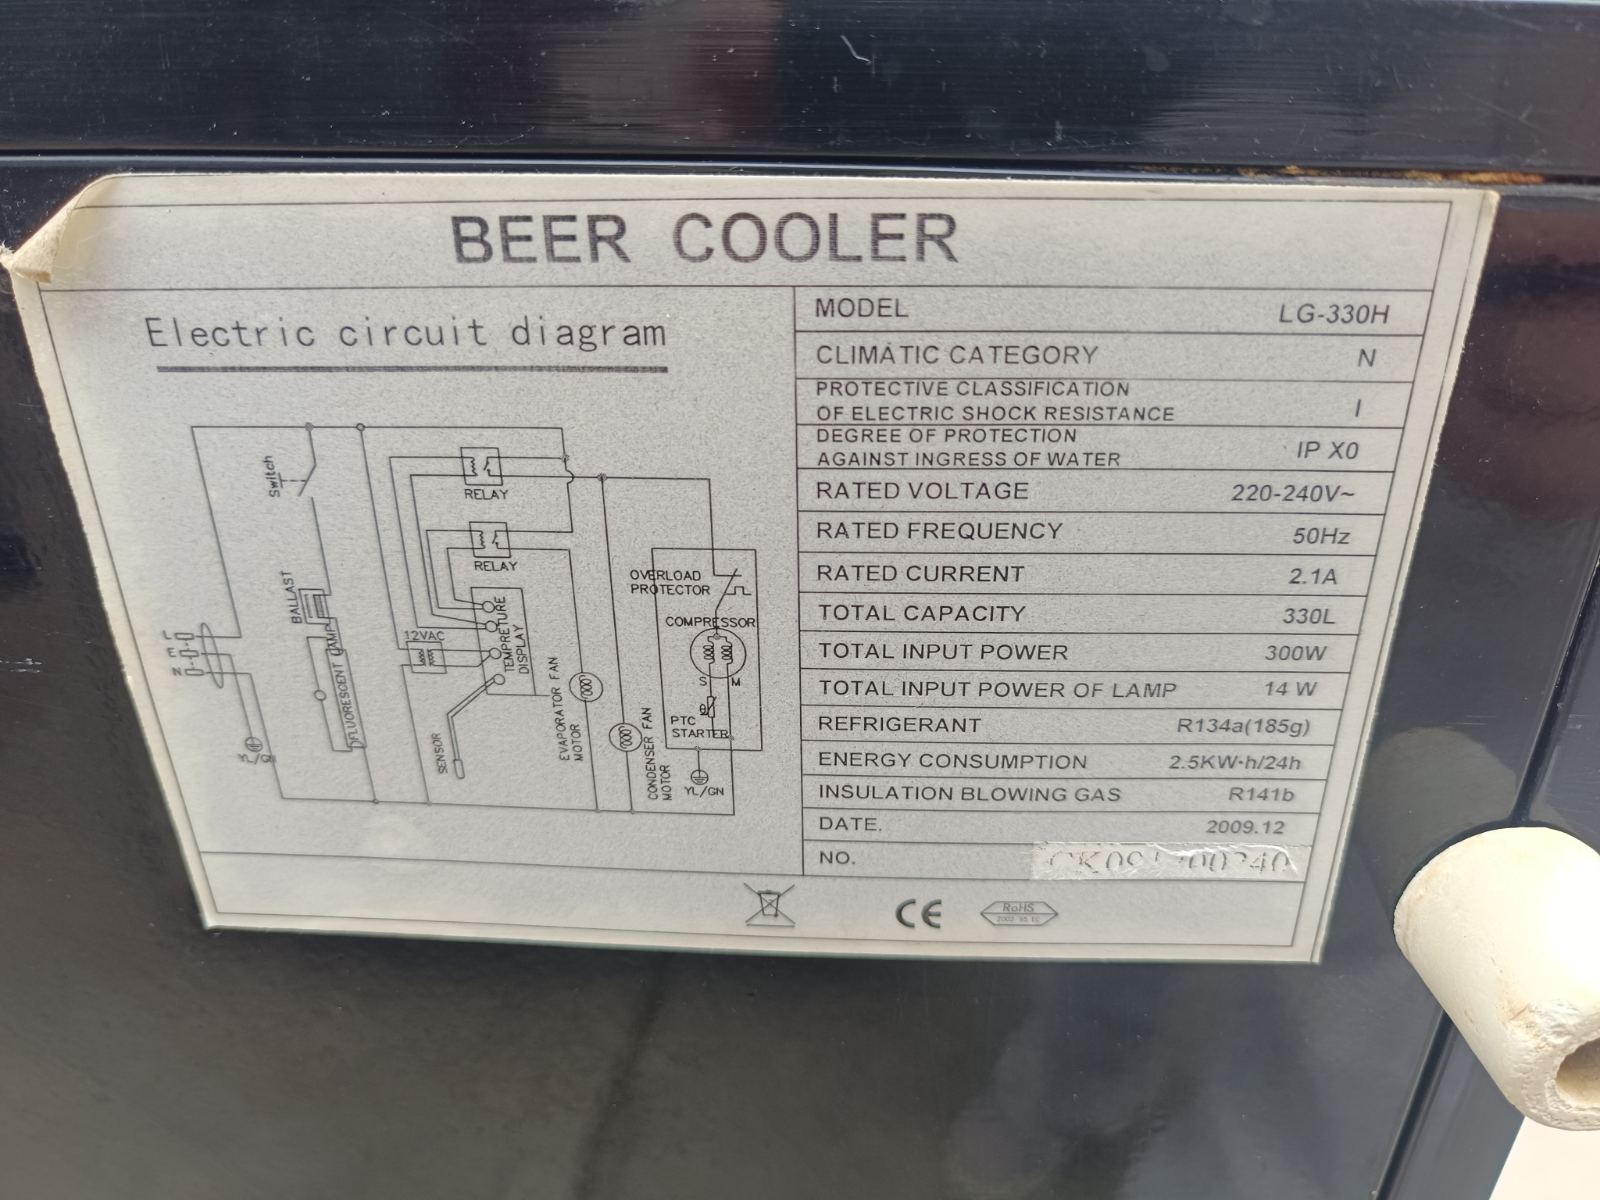 BEER COOLER
Electric circuit diagram
Switch
BALLAST
FLUORESCENT LAMP
L
E
N
RELAY
RELAY
12VAC
TEMPRETURE
DISPLAY
SENSOR
EVAPORATOR FAN
MOTOR
CONDENSER FAN
MOTOR
OVERLOAD
PROTECTOR
COMPRESSOR
S M
θ
PTC
STARTER
YL/GN
MODEL LG-330H
CLIMATIC CATEGORY N
PROTECTIVE CLASSIFICATION
OF ELECTRIC SHOCK RESISTANCE I
DEGREE OF PROTECTION
AGAINST INGRESS OF WATER IP X0
RATED VOLTAGE 220-240V~
RATED FREQUENCY 50Hz
RATED CURRENT 2.1A
TOTAL CAPACITY 330L
TOTAL INPUT POWER 300W
TOTAL INPUT POWER OF LAMP 14 W
REFRIGERANT R134a(185g)
ENERGY CONSUMPTION 2.5KW·h/24h
INSULATION BLOWING GAS R141b
DATE. 2009.12
NO.
CE
RoHS